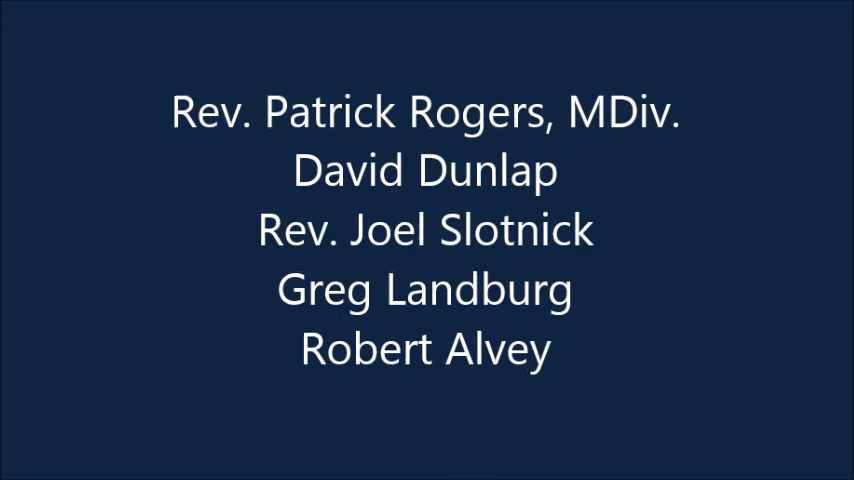 Rev. Patrick Rogers, MDiv.
David Dunlap
Rev. Joel Slotnick
Greg Landburg
Robert Alvey